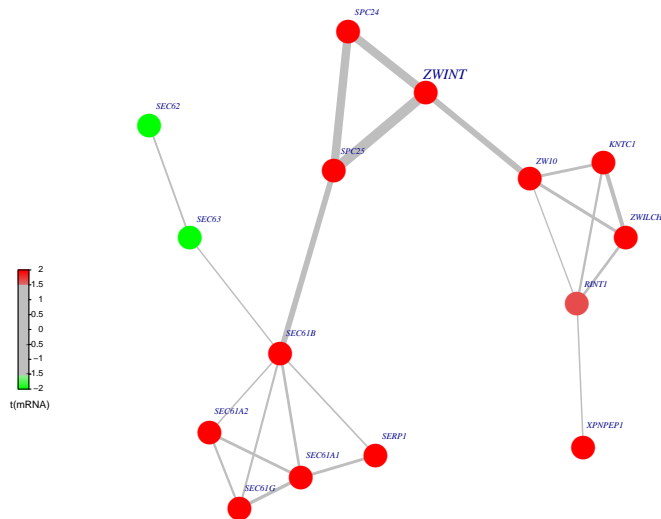 SPC24
ZWINT
SEC62
SPC25
KNTC1
ZW10
SEC63
ZWILCH
2
1.5
1
0.5
0
−0.5
−1
−1.5
−2
t(mRNA)
RINT1
SEC61B
SEC61A2
SERP1
XPNPEP1
SEC61A1
SEC61G